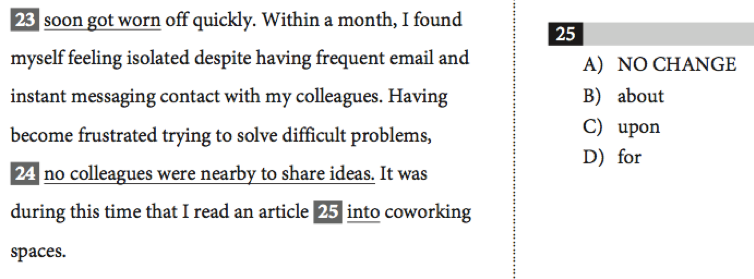 23 soon got worn off quickly. Within a month, I found
myself feeling isolated despite having frequent email and
instant messaging contact with my colleagues. Having
become frustrated trying to solve difficult problems,
24 no colleagues were nearby to share ideas. It was
during this time that I read an article 25 into coworking
spaces.
25
A) NO CHANGE
B) about
C) upon
D) for